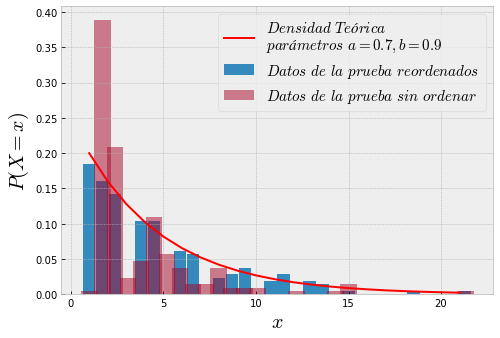 0.40
0.35
0.30
0.25
0.20
0.15
0.10
0.05
0.00
P(X = x)
Densidad Teórica
parámetros a = 0.7, b = 0.9
Datos de la prueba reordenados
Datos de la prueba sin ordenar
0 5 10 15 20
x